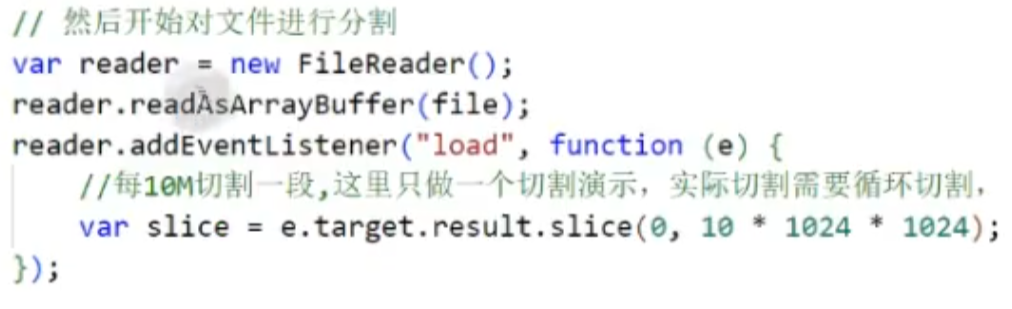 // 然后开始对文件进行分割
var reader = new FileReader();
reader.readAsArrayBuffer(file);
reader.addEventListener("load", function (e) {
//每10M切割一段,这里只做一个切割演示，实际切割需要循环切割，
var slice = e.target.result.slice(0, 10 * 1024 * 1024);
});